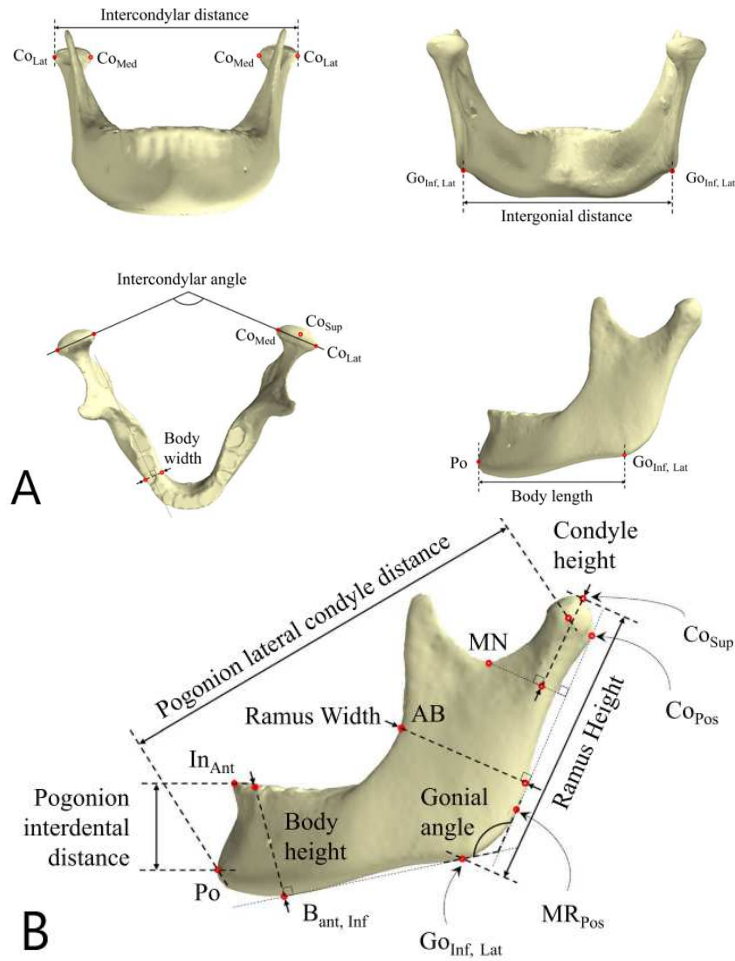 Intercondylar distance
CoLat
CoMed
CoMed
CoLat
GoInf, Lat
GoInf, Lat
Intergonial distance
Intercondylar angle
CoMed
CoSup
CoLat
Body
width
Po
GoInf, Lat
Body length
A
Condyle
height
Pogonion lateral condyle distance
CoSup
MN
CoPos
Ramus Width
AB
Ramus Height
InAnt
Pogonion
interdental
distance
Body
height
Gonial
angle
Po
Bant, Inf
MRPos
GoInf, Lat
B